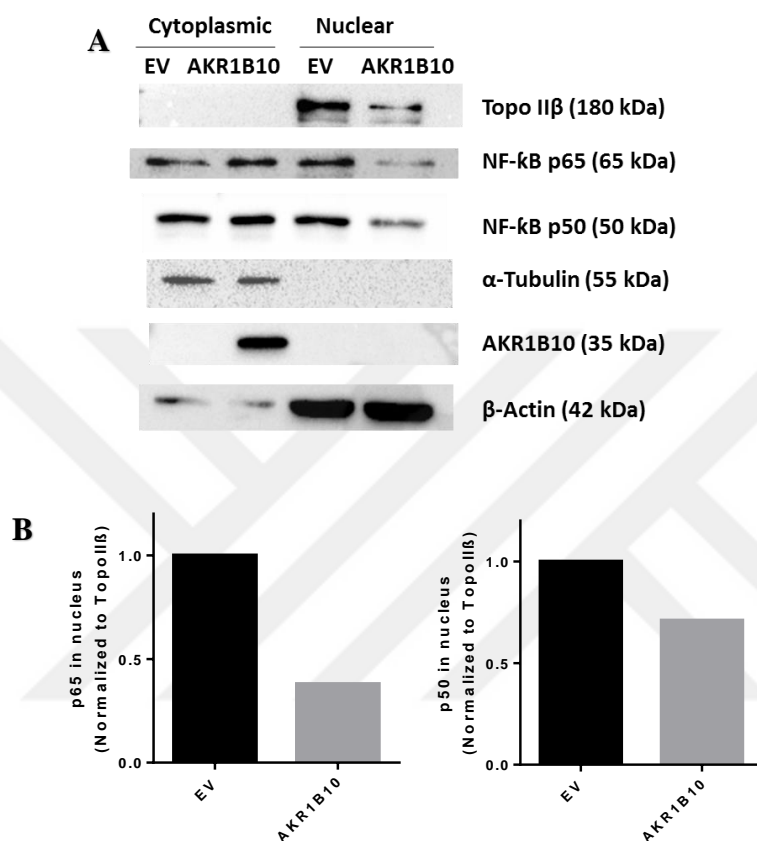 A
Cytoplasmic Nuclear
EV AKR1B10 EV AKR1B10
Topo IIβ (180 kDa)
NF-ƙB p65 (65 kDa)
NF-ƙB p50 (50 kDa)
α-Tubulin (55 kDa)
AKR1B10 (35 kDa)
β-Actin (42 kDa)
B
p65 in nucleus
(Normalized to TopoIIß)
1.0
0.5
0.0
EV
AKR1B10
p50 in nucleus
(Normalized to TopoIIß)
1.0
0.5
0.0
EV
AKR1B10